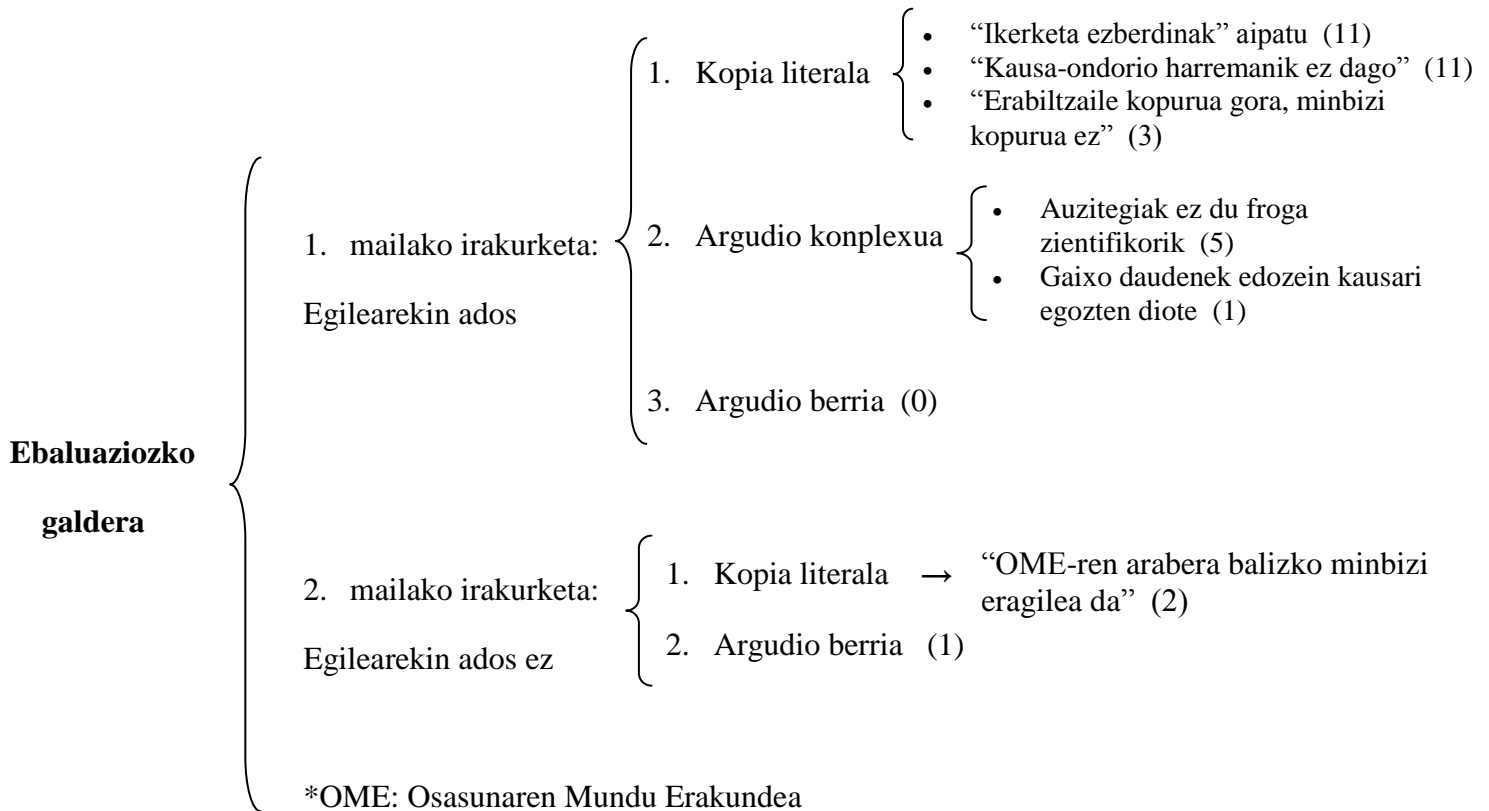 Ebaluaziozko
galdera
1. mailako irakurketa:
Egilearekin ados
1. Kopia literala
• “Ikerketa ezberdinak” aipatu (11)
• “Kausa-ondorio harremanik ez dago” (11)
• “Erabiltzaile kopurua gora, minbizi
kopurua ez” (3)
2. Argudio konplexua
• Auzitegiak ez du froga
zientifikorik (5)
• Gaixo daudenek edozein kausari
egozten diote (1)
3. Argudio berria (0)
2. mailako irakurketa:
Egilearekin ados ez
1. Kopia literala →
“OME-ren arabera balizko minbizi
eragilea da” (2)
2. Argudio berria (1)
*OME: Osasunaren Mundu Erakundea